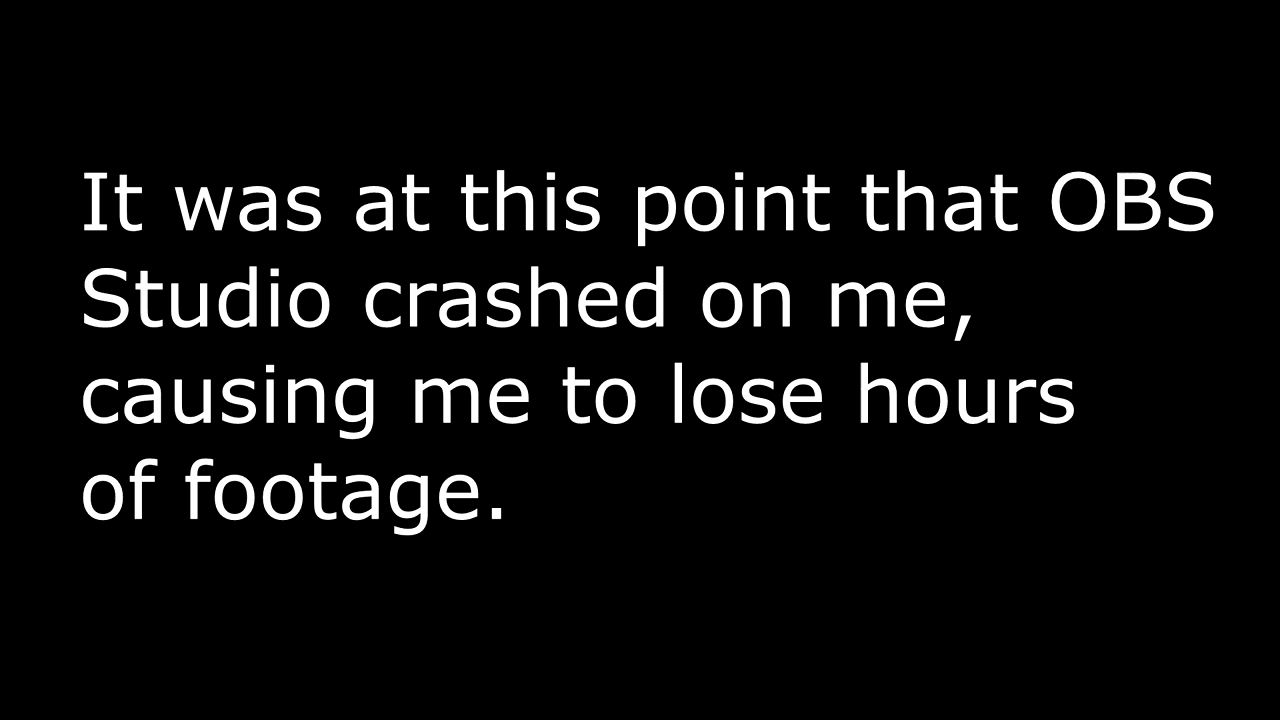 It was at this point that OBS
Studio crashed on me,
causing me to lose hours
of footage.